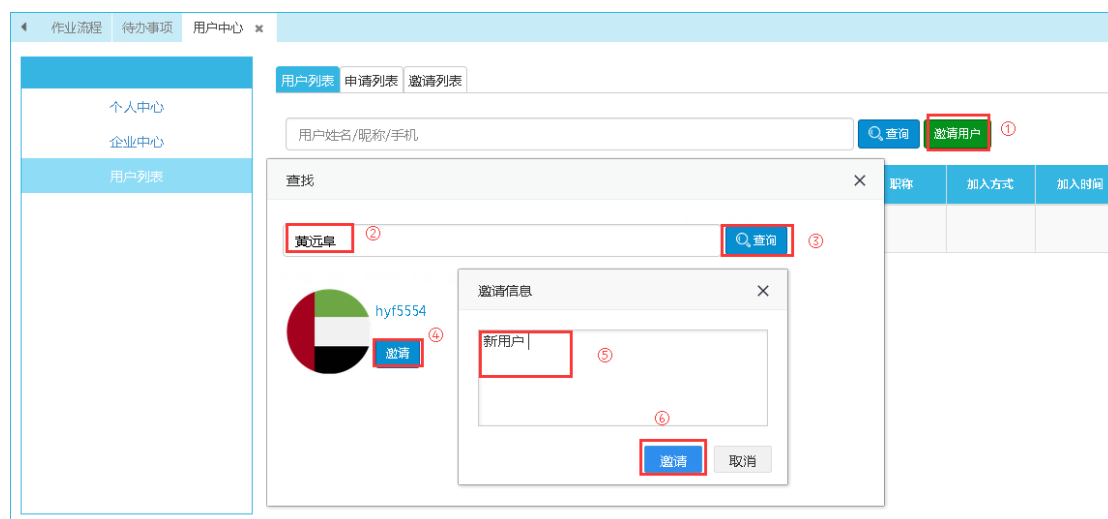 作业流程 待办事项 用户中心
个人中心
企业中心
用户列表
用户列表 申请列表 邀请列表
用户姓名/昵称/手机 查询 邀请用户 ①
职称 加入方式 加入时间
查找
黄远阜 ② 查询 ③
hyf5554
邀请 ④
邀请信息
新用户
⑤
⑥
邀请 取消